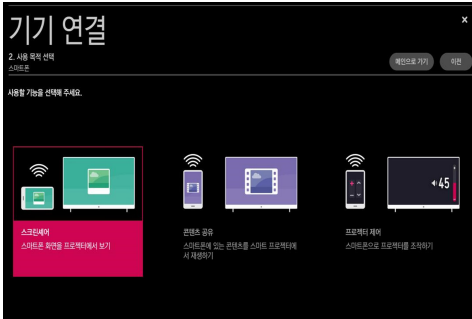 기기 연결
×
2. 사용 목적 선택
스마트폰
메인으로 가기
이전
사용할 기능을 선택해 주세요.
45
스크린셰어
스마트폰 화면을 프로젝터에서 보기
콘텐츠 공유
스마트폰에 있는 콘텐츠를 스마트 프로젝터에
서 재생하기
프로젝터 제어
스마트폰으로 프로젝터를 조작하기